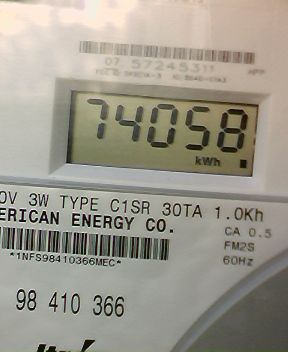 07 57245311
74058
kWh
0V 3W TYPE C1SR 30TA 1.0Kh
ERICAN ENERGY CO.
CA 0.5
FM2S
*1NFS98410366MEC*
60Hz
98 410 366